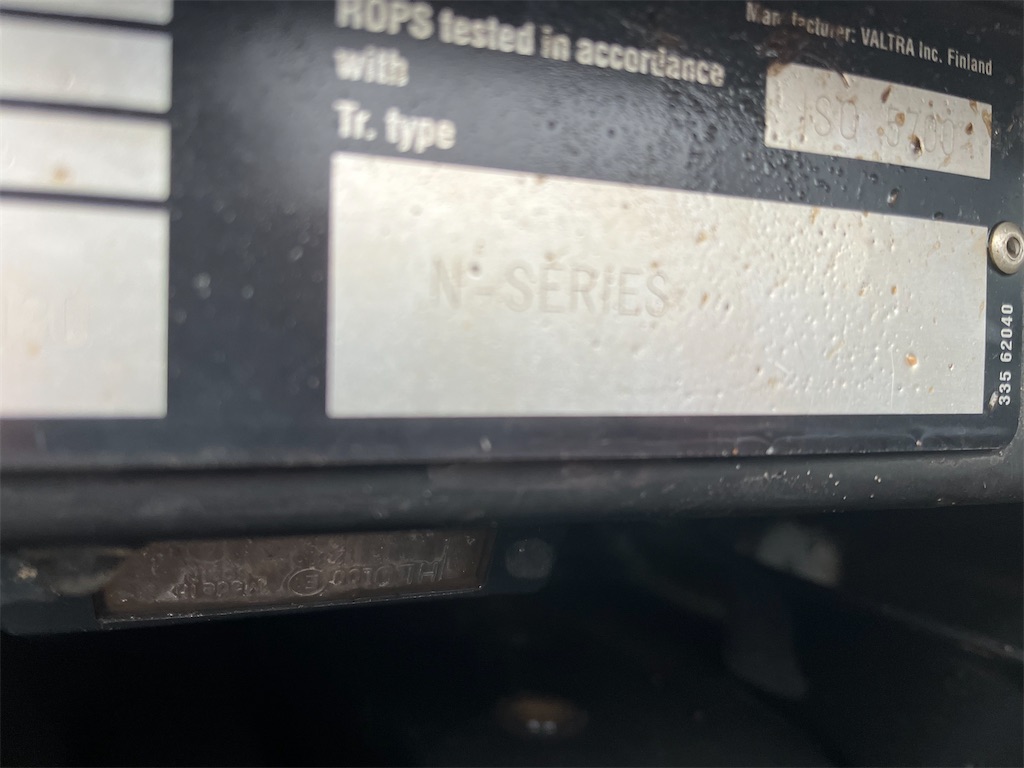 ROPS tested in accordance
with
Manufacturer: VALTRA Inc. Finland
ISO 5700
Tr. type
N-SERIES
335 62040